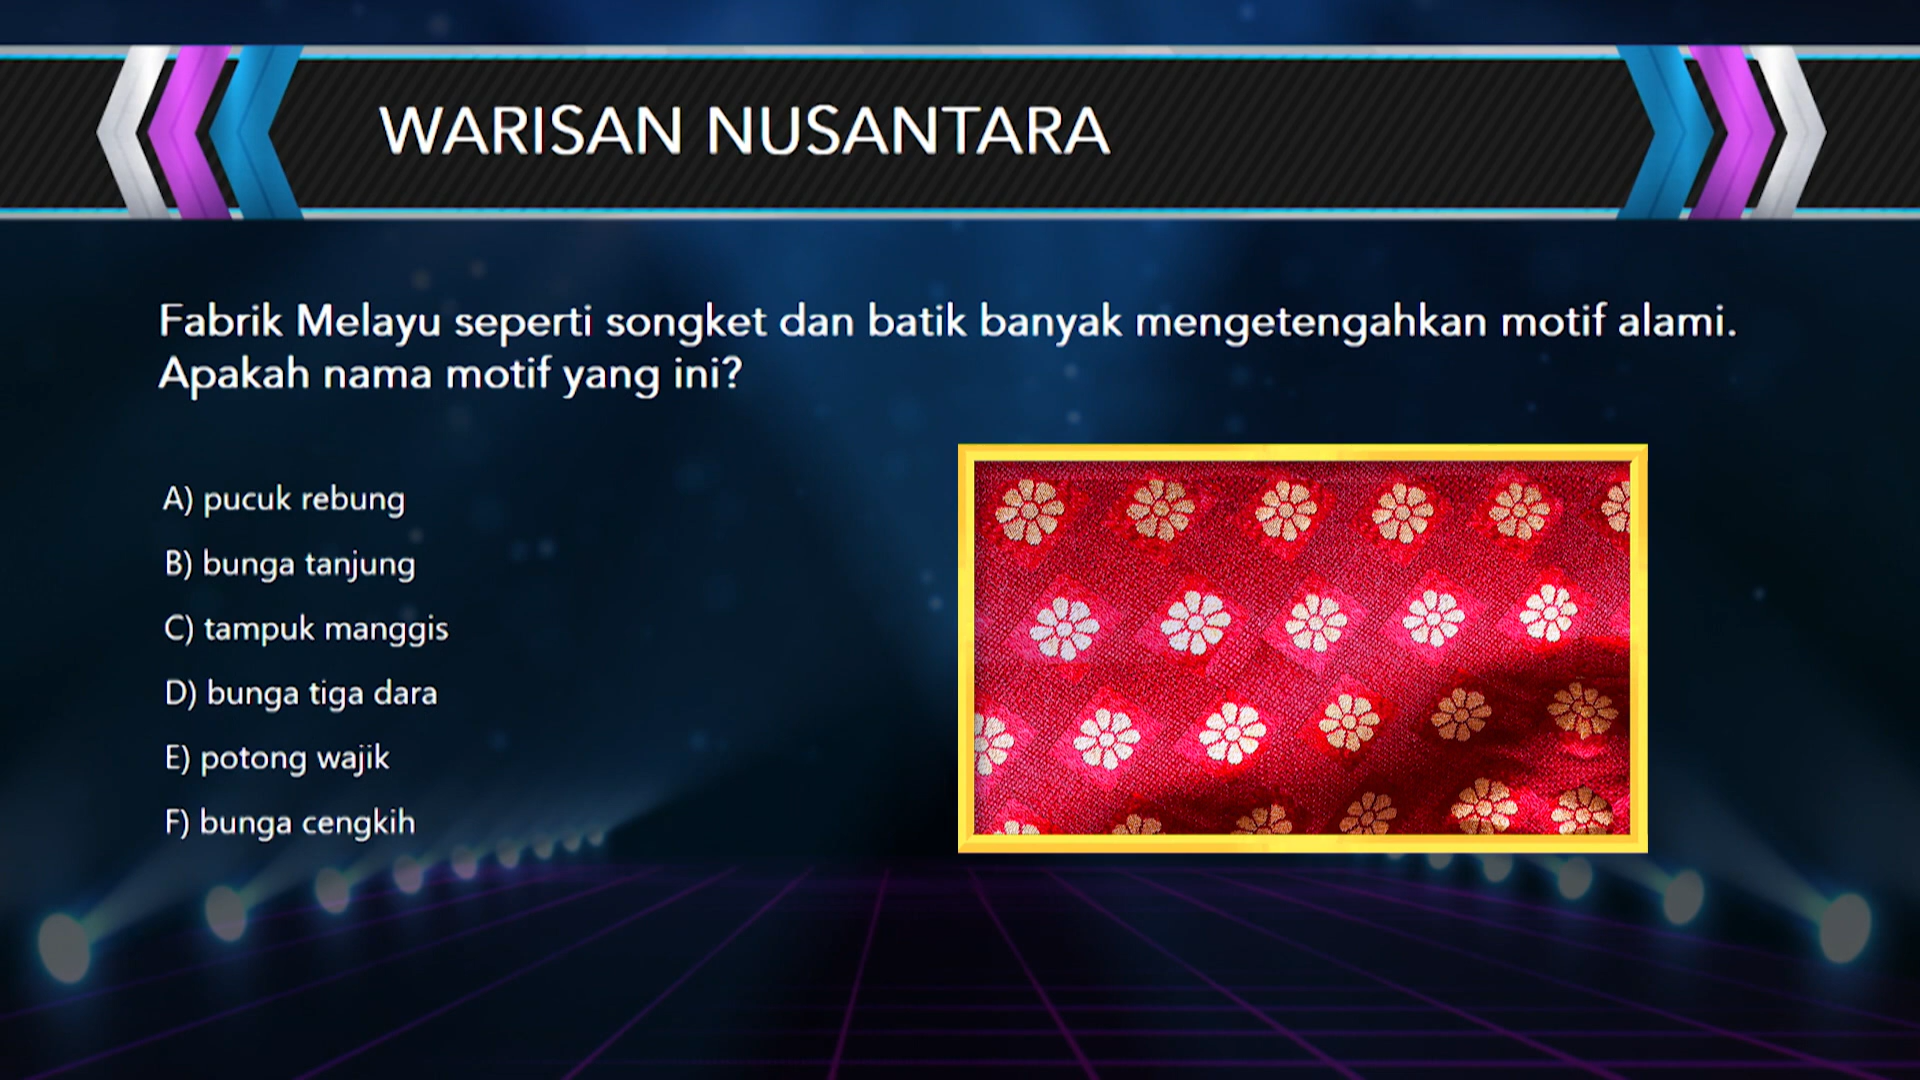 WARISAN NUSANTARA
Fabrik Melayu seperti songket dan batik banyak mengetengahkan motif alami.
Apakah nama motif yang ini?
A) pucuk rebung
B) bunga tanjung
C) tampuk manggis
D) bunga tiga dara
E) potong wajik
F) bunga cengkih